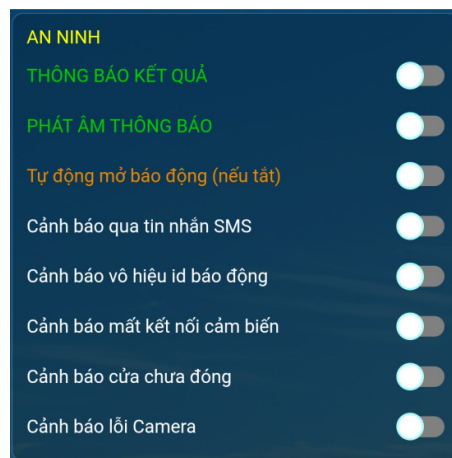 AN NINH
THÔNG BÁO KẾT QUẢ
PHÁT ÂM THÔNG BÁO
Tự động mở báo động (nếu tắt)
Cảnh báo qua tin nhắn SMS
Cảnh báo vô hiệu id báo động
Cảnh báo mất kết nối cảm biến
Cảnh báo cửa chưa đóng
Cảnh báo lỗi Camera